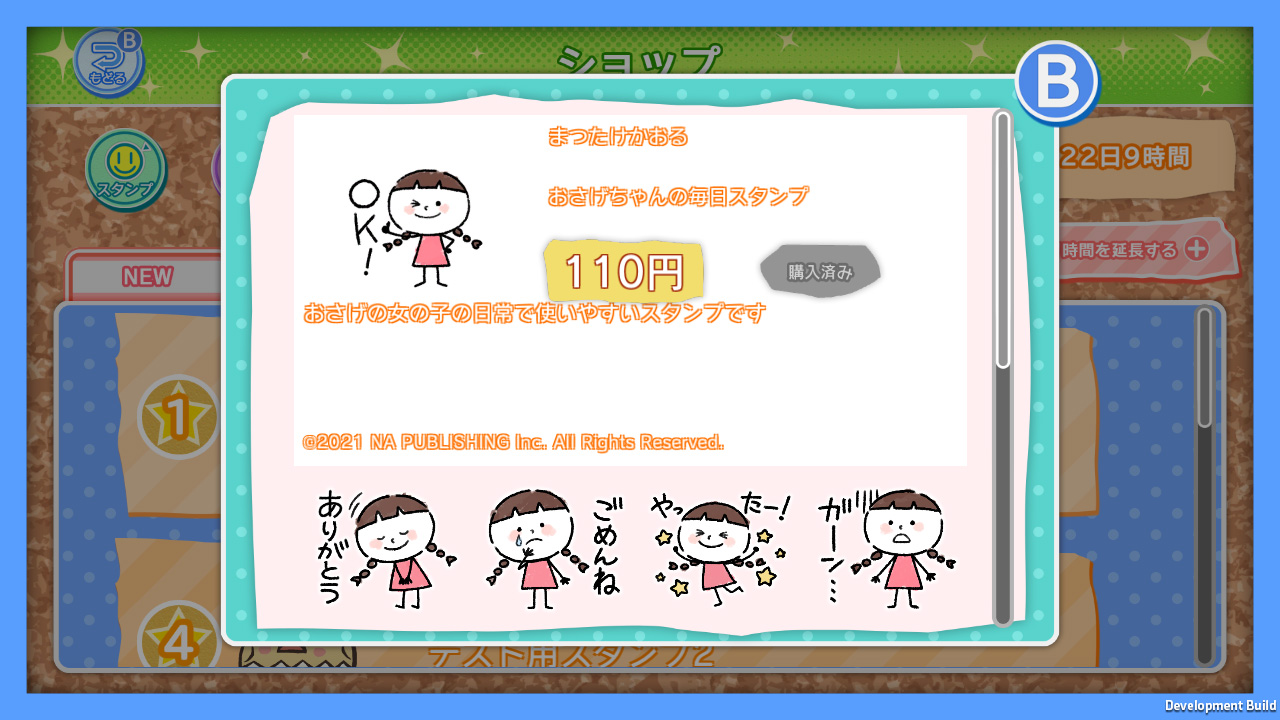 B
もどる
ショップ
B
スタンプ
22日9時間
時間を延長する
NEW
まつたけかおる
おさげちゃんの毎日スタンプ
OK!
110円
購入済み
おさげの女の子の日常で使いやすいスタンプです
©2021 NA PUBLISHING Inc. All Rights Reserved.
1
ありがとう
ごめんね
やったー!
ガーン…
4
テスト用スタンプ2
Development Build